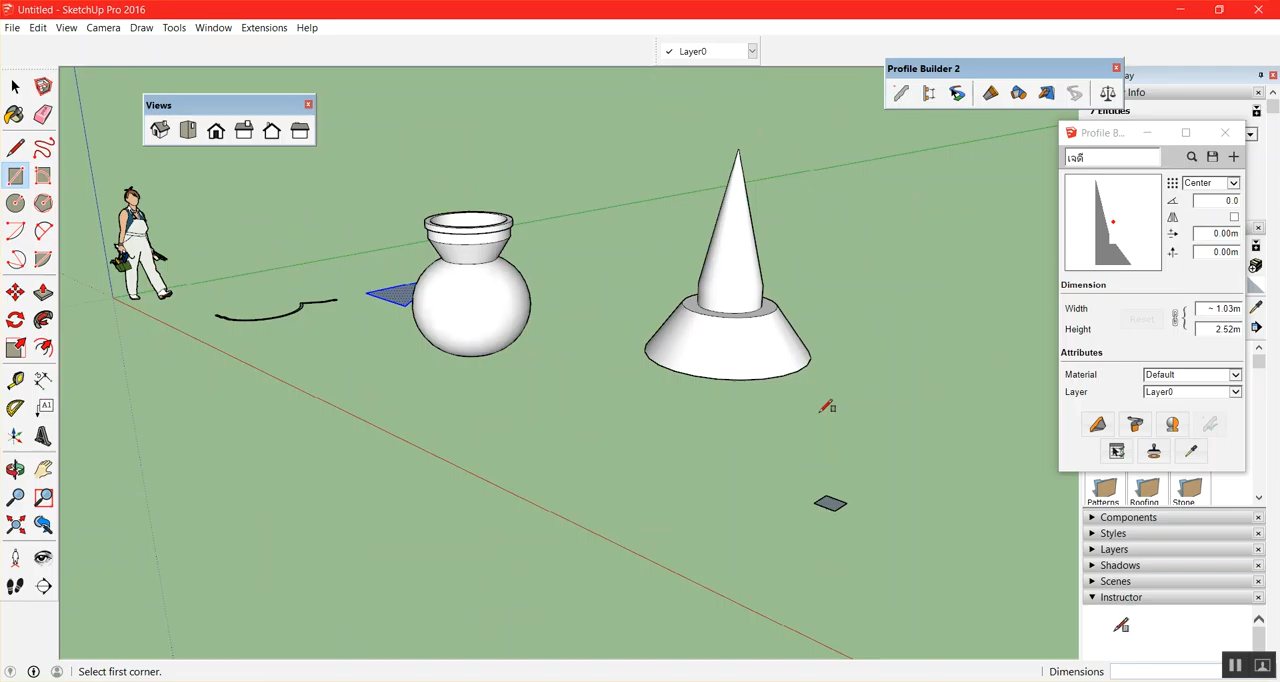 Untitled - SketchUp Pro 2016
File Edit View Camera Draw Tools Window Extensions Help
Layer0
Profile Builder 2
Views
Profile B...
เจดี
Center
0.0
0.00m
0.00m
Dimension
Width ~ 1.03m
Reset
Height 2.52m
Attributes
Material Default
Layer Layer0
A1
Patterns Roofing Stone
Components
Styles
Layers
Shadows
Scenes
Instructor
Select first corner.
Dimensions